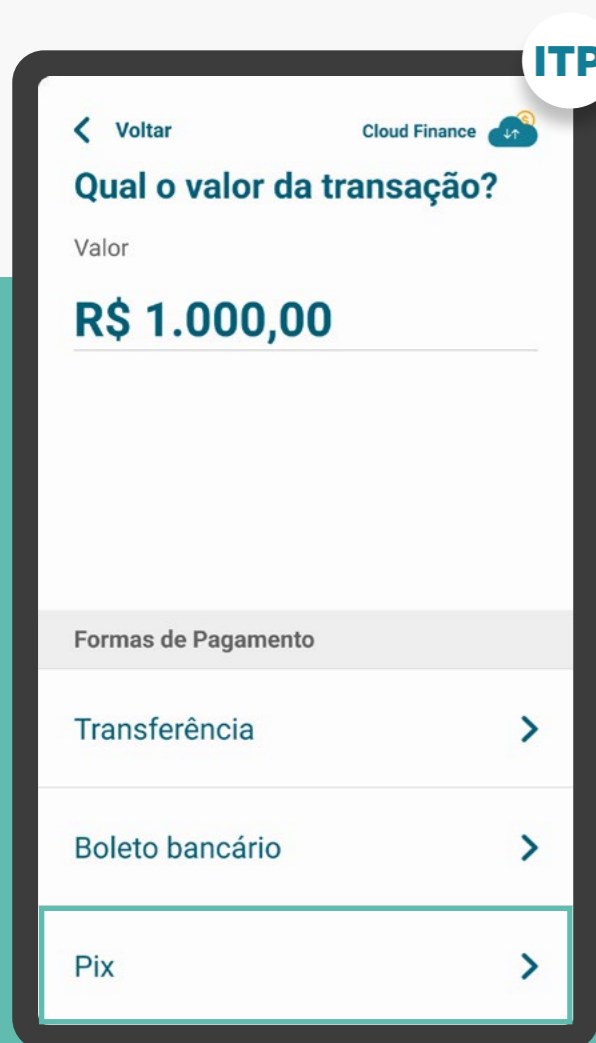 ITP
Voltar
Cloud Finance
Qual o valor da transação?
Valor
R$ 1.000,00
Formas de Pagamento
Transferência
Boleto bancário
Pix